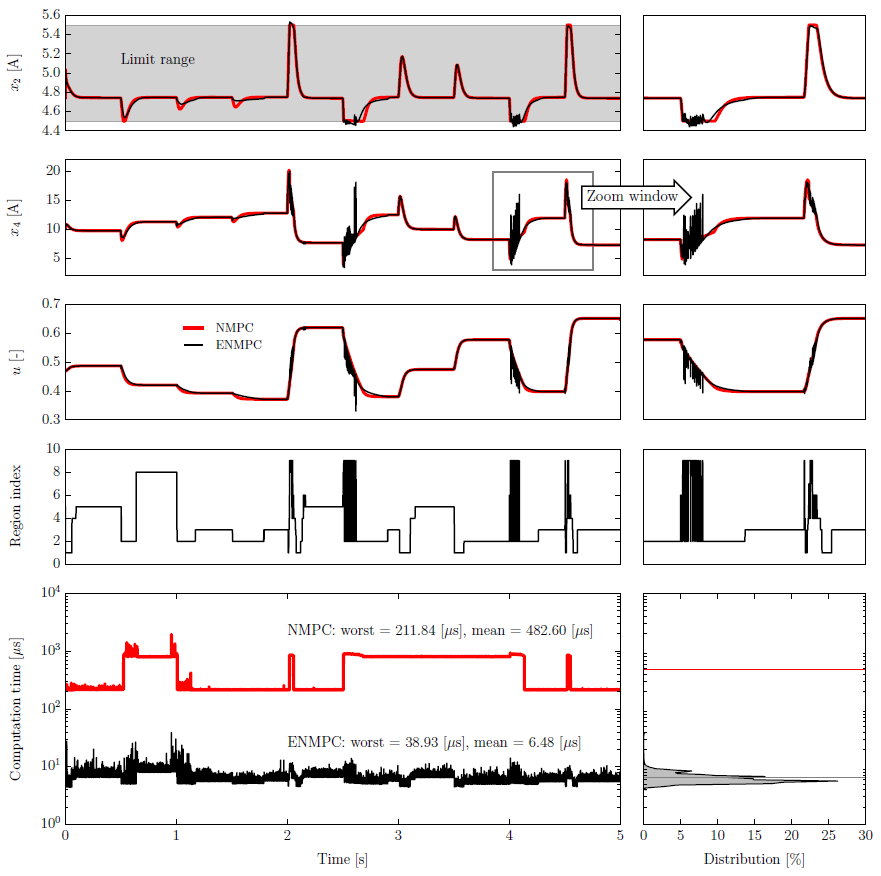 5.6
5.4
5.2
5.0
4.8
4.6
4.4
x2 [A]
Limit range
20
15
10
5
x4 [A]
Zoom window
0.7
0.6
0.5
0.4
0.3
u [-]
NMPC
ENMPC
10
8
6
4
2
0
Region index
10^4
10^3
10^2
10^1
10^0
Computation time [μs]
NMPC: worst = 211.84 [μs], mean = 482.60 [μs]
ENMPC: worst = 38.93 [μs], mean = 6.48 [μs]
0 1 2 3 4 5
Time [s]
0 5 10 15 20 25 30
Distribution [%]